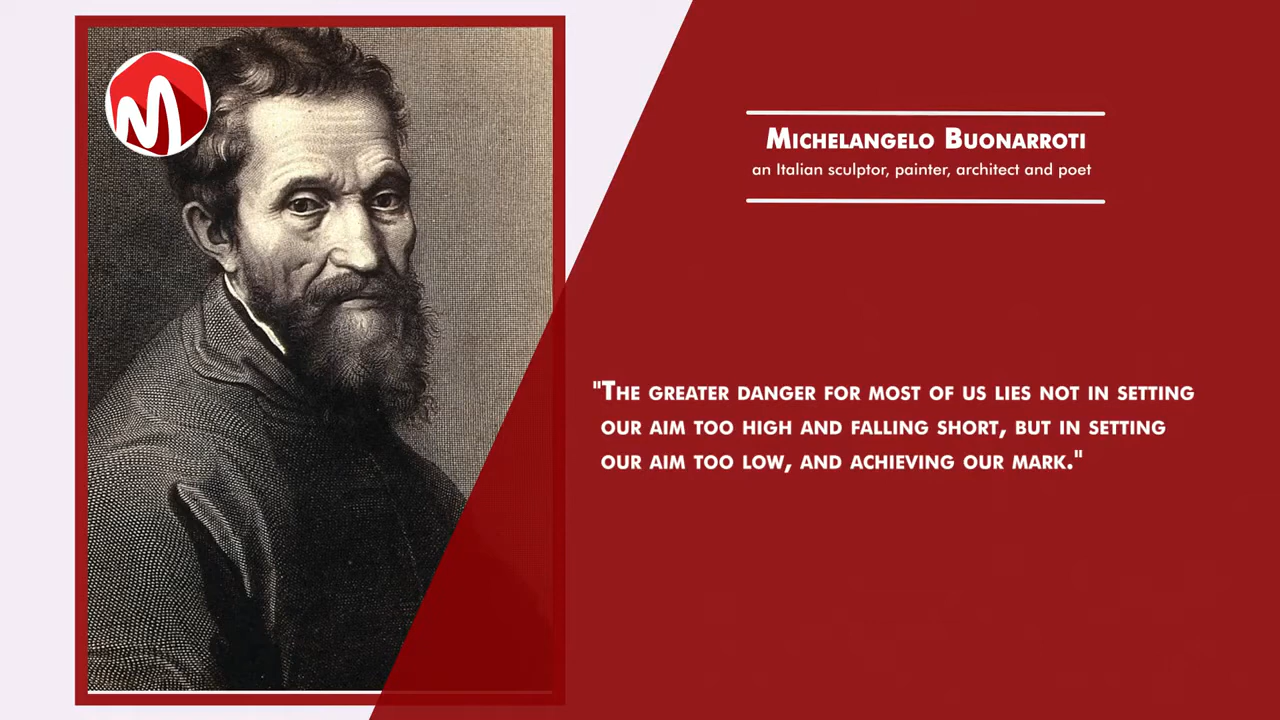 M
Michelangelo Buonarroti
an Italian sculptor, painter, architect and poet
"The greater danger for most of us lies not in setting
our aim too high and falling short, but in setting
our aim too low, and achieving our mark."